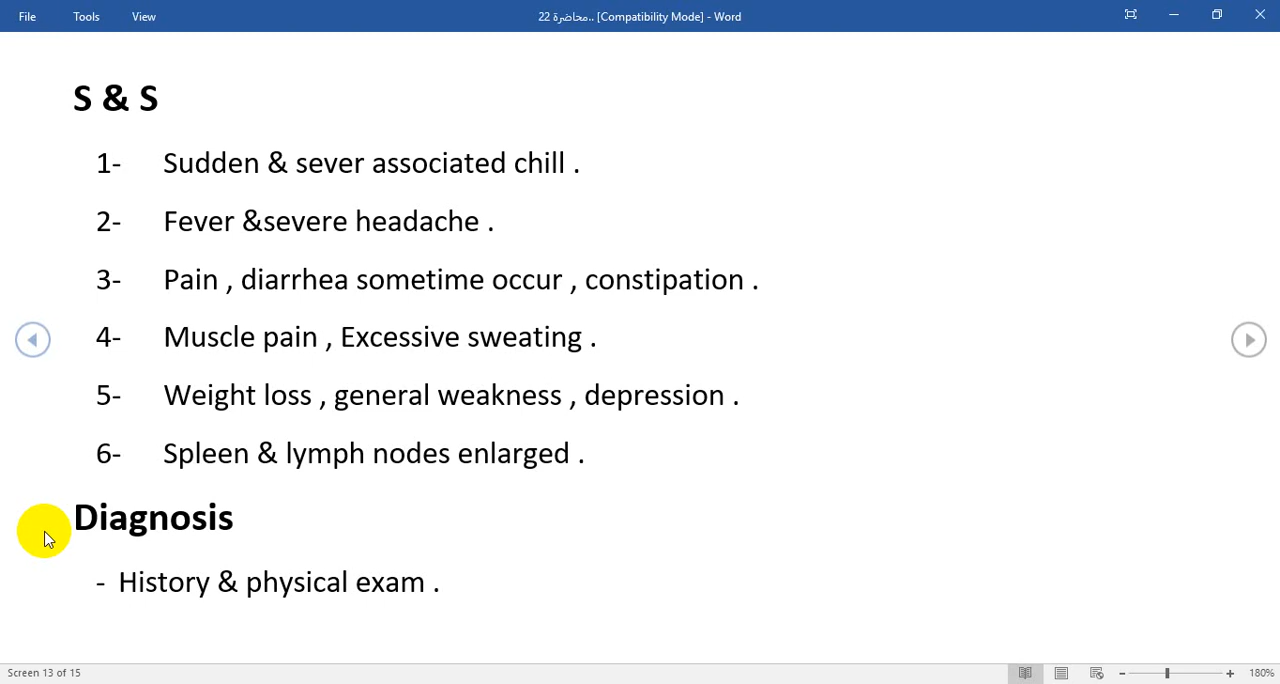 File Tools View محاضرة 22.. [Compatibility Mode] - Word
S & S
1- Sudden & sever associated chill .
2- Fever &severe headache .
3- Pain , diarrhea sometime occur , constipation .
4- Muscle pain , Excessive sweating .
5- Weight loss , general weakness , depression .
6- Spleen & lymph nodes enlarged .
Diagnosis
- History & physical exam .
Screen 13 of 15 180%